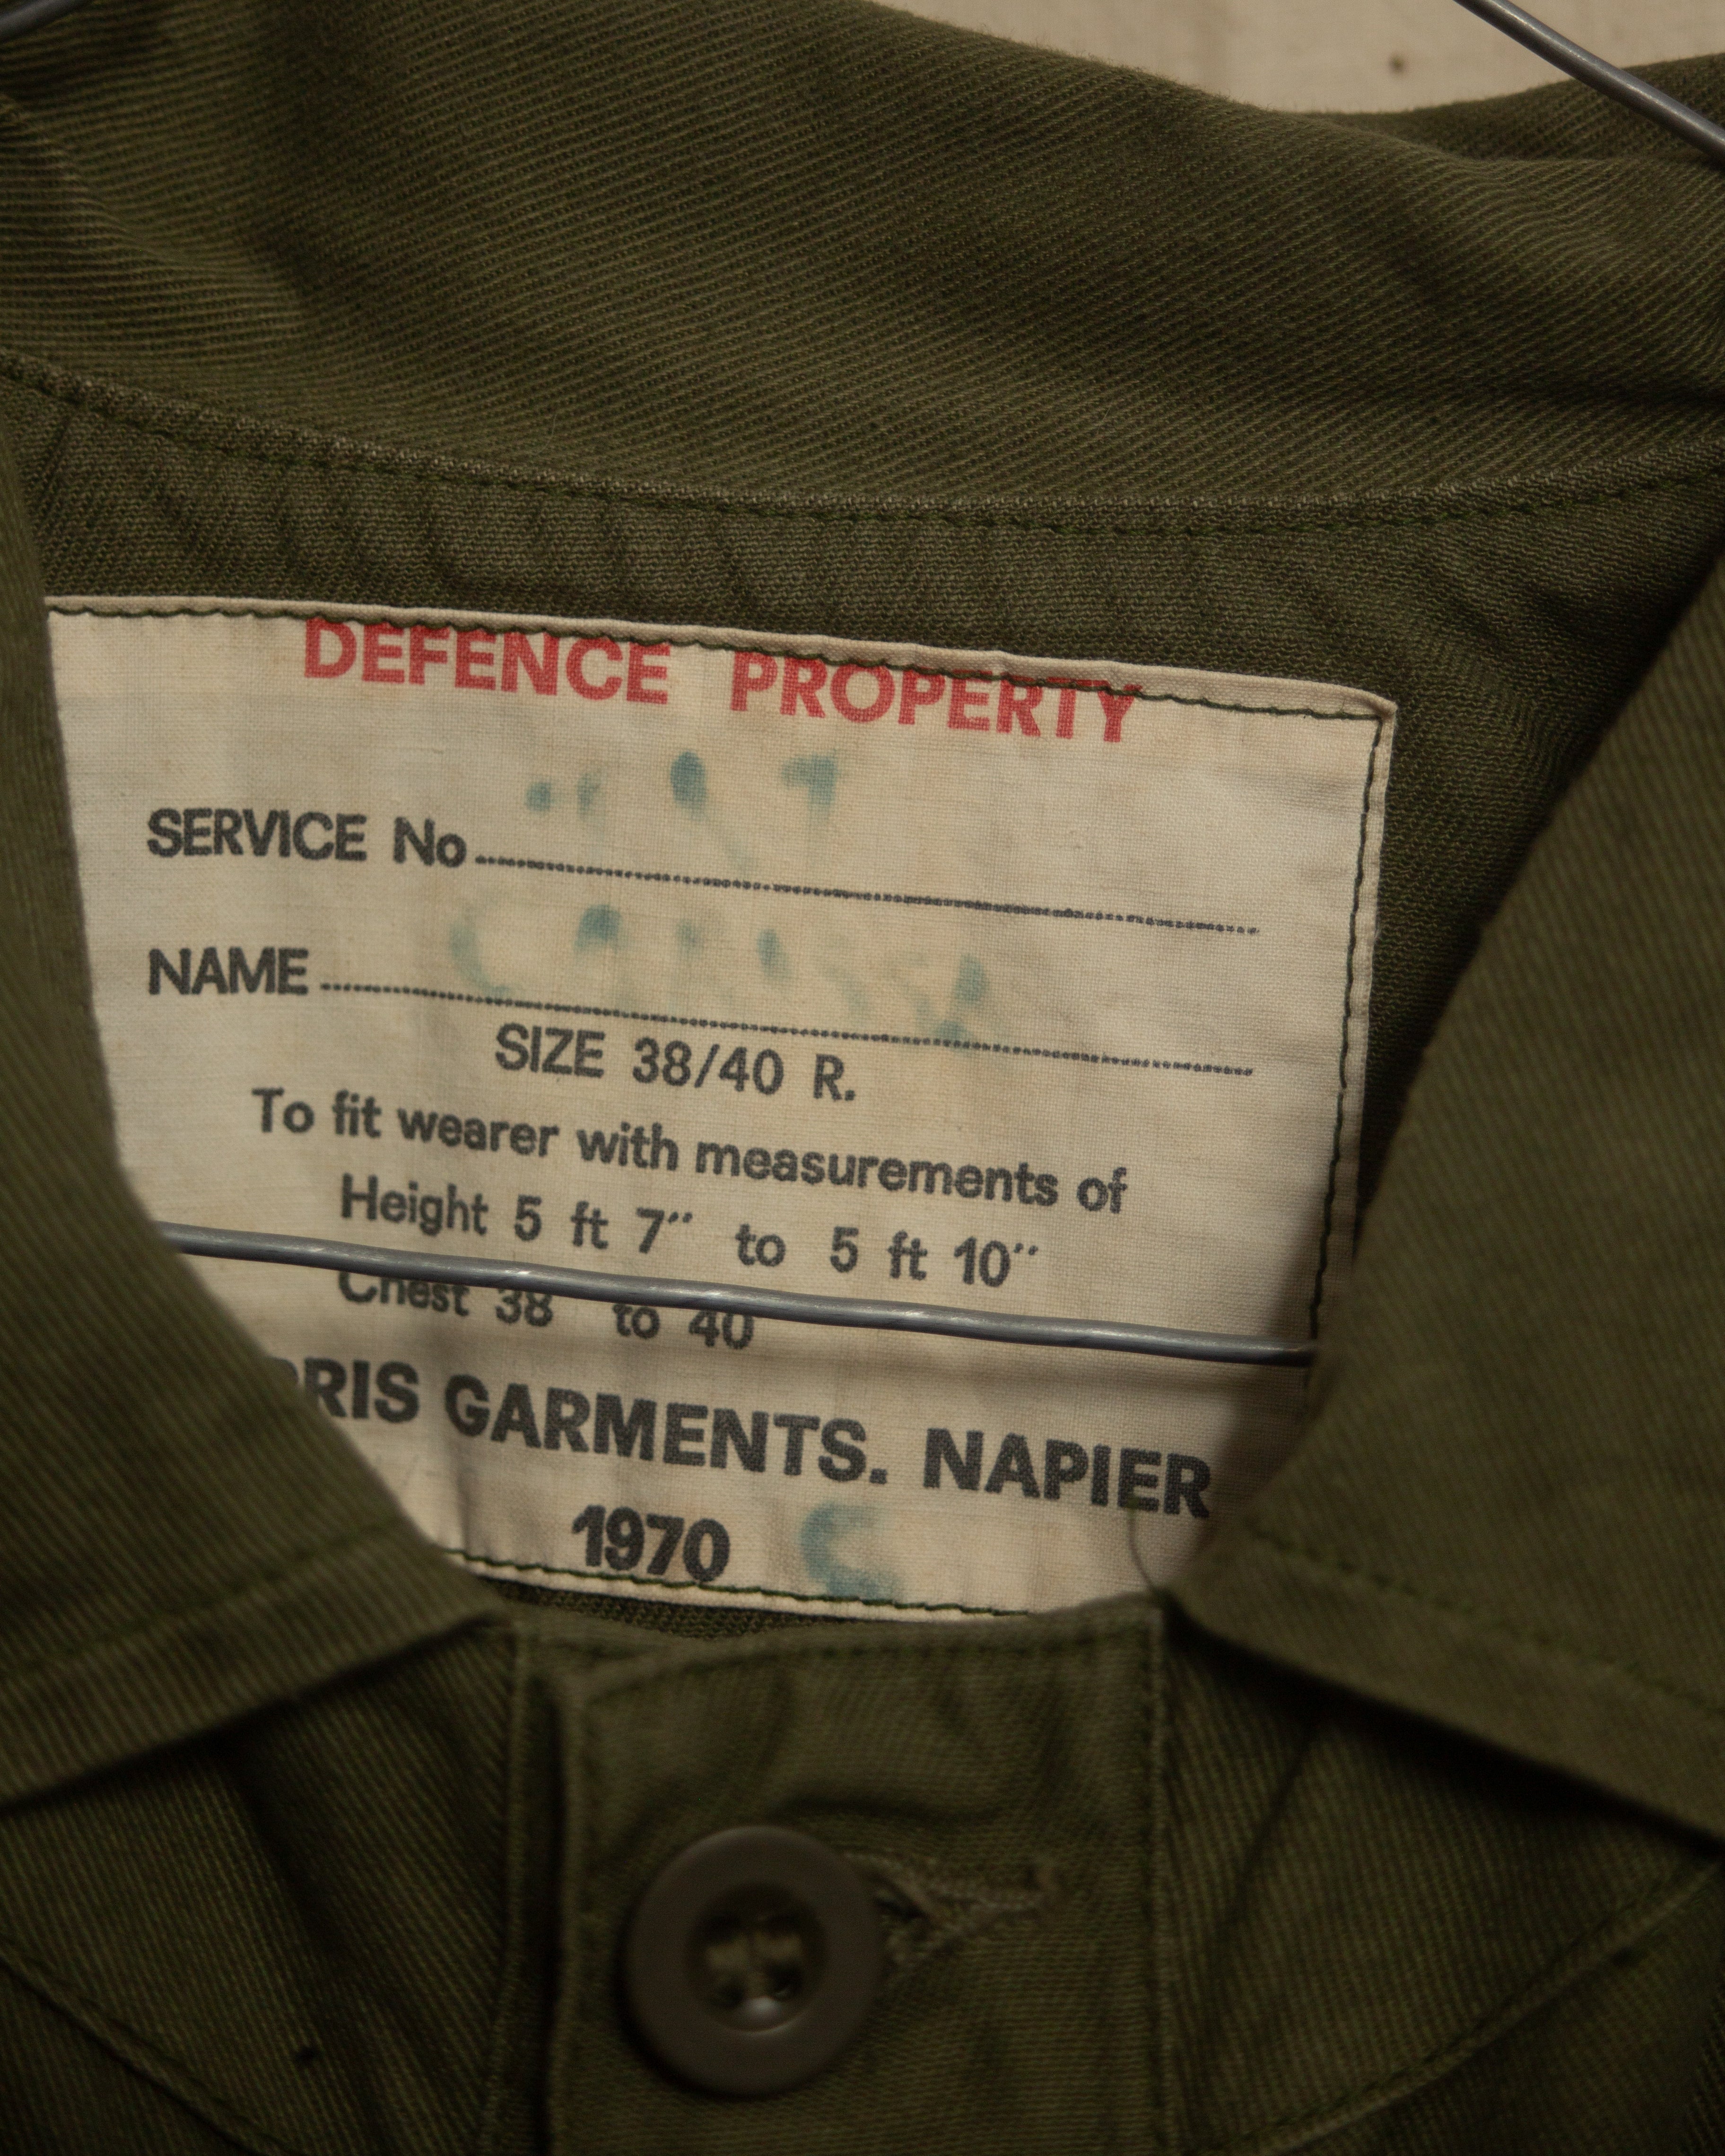 DEFENCE PROPERTY
SERVICE No
NAME
SIZE 38/40 R.
To fit wearer with measurements of
Height 5 ft 7" to 5 ft 10"
Chest 38 to 40
GARMENTS. NAPIER
1970